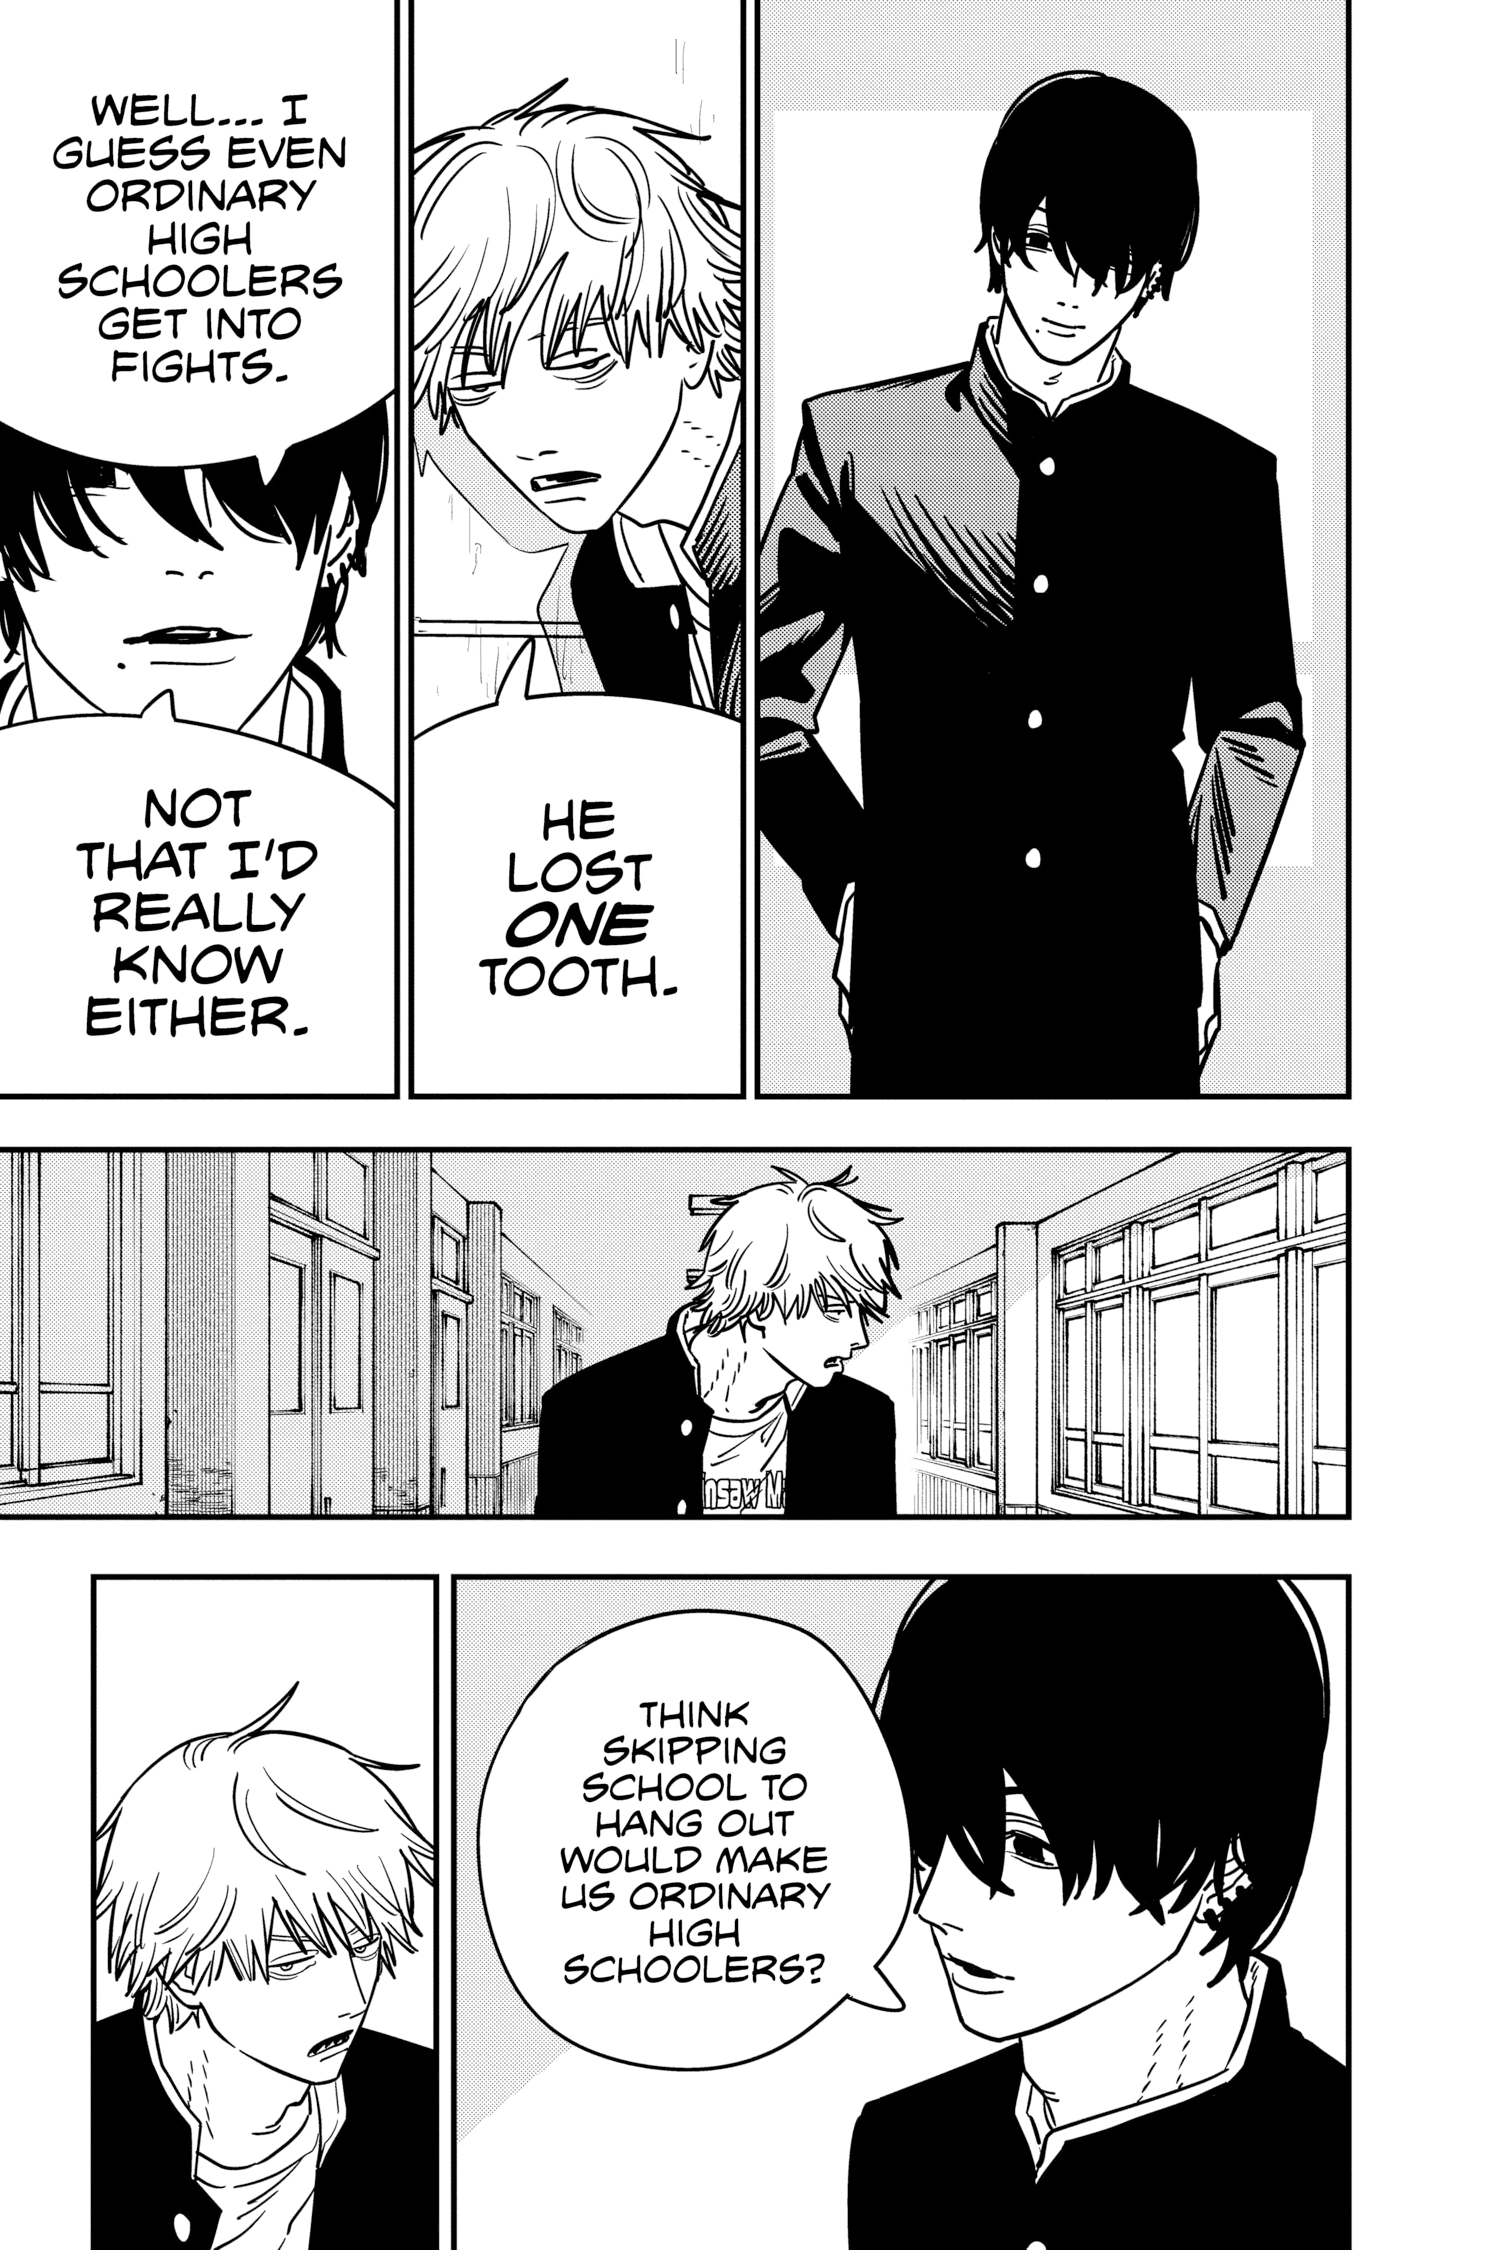 HE
LOST
ONE
TOOTH.
WELL... I
GUESS EVEN
ORDINARY
HIGH
SCHOOLERS
GET INTO
FIGHTS.
NOT
THAT I'D
REALLY
KNOW
EITHER.
nsaw M
THINK
SKIPPING
SCHOOL TO
HANG OUT
WOULD MAKE
US ORDINARY
HIGH
SCHOOLERS?